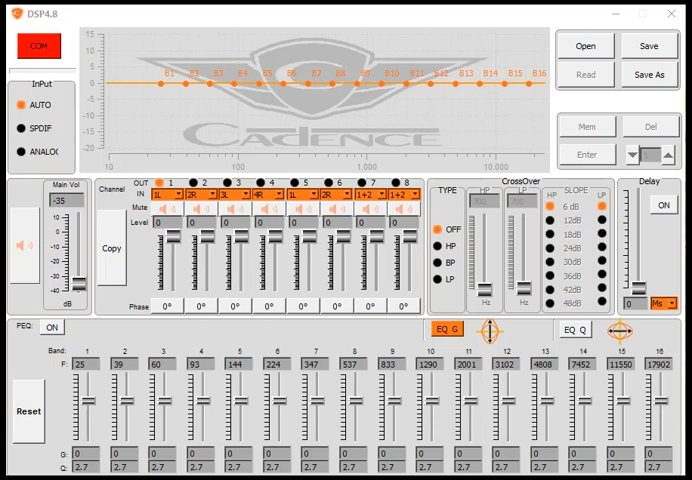 DSP4.8
COM
InPut
AUTO
SPDIF
ANALO(
15
10
5
0
-5
-10
-15
-20
B1 B2 B3 B4 B5 B6 B7 B8 B9 B10 B11 B12 B13 B14 B15 B16
CADENCE
10 100 1,000 10,000
Open Save
Read Save As
Mem Del
Enter 1
Main Vol
-35
10
0
-10
-20
-30
-40
dB
Channel
Copy
OUT 1 2 3 4 5 6 7 8
IN 1L 2R 3L 4R 1L 2R 1+2 1+2
Mute
Level 0 0 0 0 0 0 0 0
Phase 0° 0° 0° 0° 0° 0° 0° 0°
CrossOver
TYPE
OFF
HP
BP
LP
HP LP
700 700
Hz Hz
SLOPE
HP LP
6 dB
12dB
18dB
24dB
30dB
36dB
42dB
48dB
Delay
ON
0 Ms
PEQ: ON
EQ G
EQ Q
Band: 1 2 3 4 5 6 7 8 9 10 11 12 13 14 15 16
F: 25 39 60 93 144 224 347 537 833 1290 2001 3102 4808 7452 11550 17902
Reset
G: 0 0 0 0 0 0 0 0 0 0 0 0 0 0 0 0
Q: 2.7 2.7 2.7 2.7 2.7 2.7 2.7 2.7 2.7 2.7 2.7 2.7 2.7 2.7 2.7 2.7